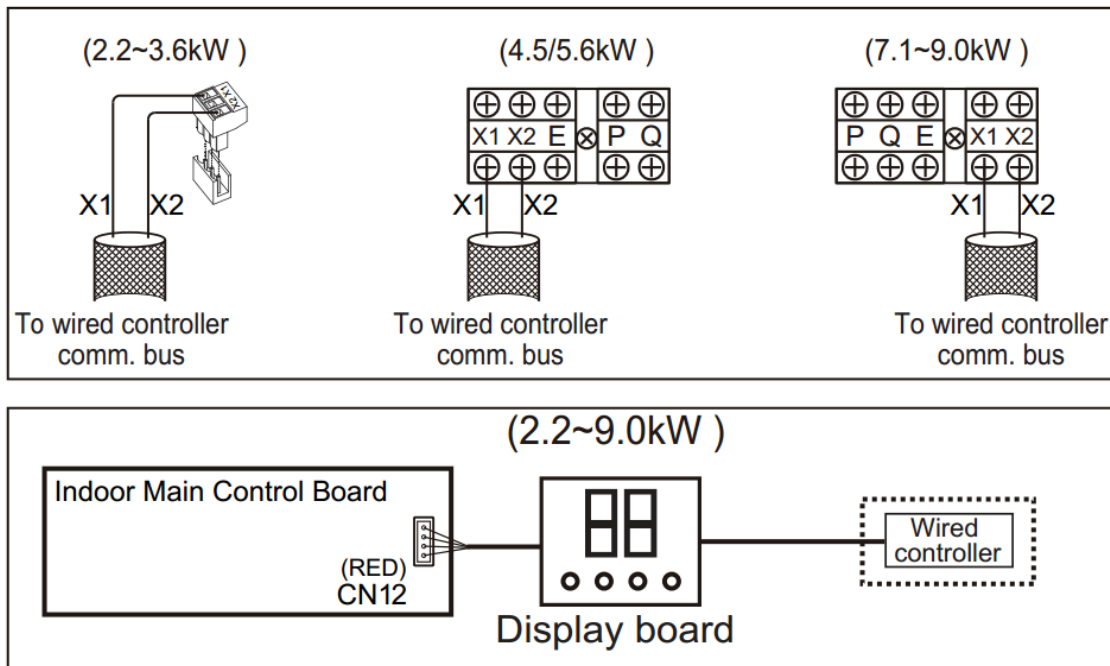 (2.2~3.6kW )
(4.5/5.6kW )
(7.1~9.0kW )
X2 X1
X1 X2 E P Q
P Q E X1 X2
X1 X2
X1 X2
X1 X2
To wired controller
comm. bus
To wired controller
comm. bus
To wired controller
comm. bus
(2.2~9.0kW )
Indoor Main Control Board
(RED)
CN12
Display board
Wired
controller